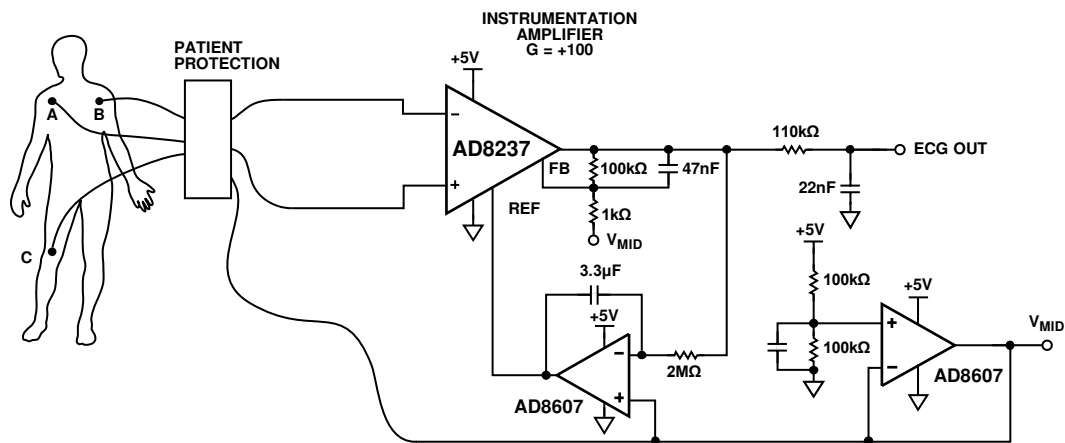 INSTRUMENTATION
AMPLIFIER
G = +100
PATIENT
PROTECTION
+5V
A
B
C
−
+
AD8237
FB
REF
100kΩ
47nF
1kΩ
VMID
110kΩ
ECG OUT
22nF
3.3µF
+5V
−
+
2MΩ
AD8607
+5V
100kΩ
100kΩ
+5V
+
−
AD8607
VMID